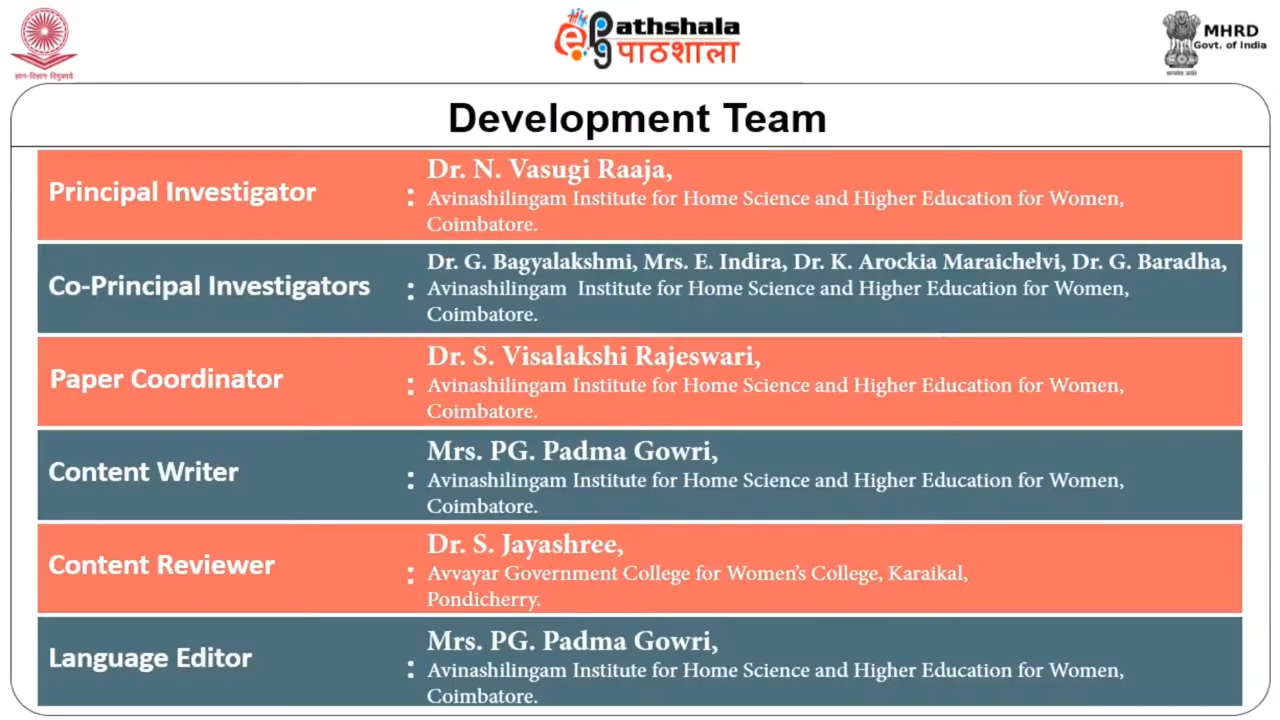 ज्ञान-विज्ञान विमुक्तये
ePathshala
पाठशाला
MHRD
Govt. of India
सत्यमेव जयते
Development Team
Principal Investigator
:
Dr. N. Vasugi Raaja,
Avinashilingam Institute for Home Science and Higher Education for Women,
Coimbatore.
Co-Principal Investigators
:
Dr. G. Bagyalakshmi, Mrs. E. Indira, Dr. K. Arockia Maraichelvi, Dr. G. Baradha,
Avinashilingam Institute for Home Science and Higher Education for Women,
Coimbatore.
Paper Coordinator
:
Dr. S. Visalakshi Rajeswari,
Avinashilingam Institute for Home Science and Higher Education for Women,
Coimbatore.
Content Writer
:
Mrs. PG. Padma Gowri,
Avinashilingam Institute for Home Science and Higher Education for Women,
Coimbatore.
Content Reviewer
:
Dr. S. Jayashree,
Avvayar Government College for Women's College, Karaikal,
Pondicherry.
Language Editor
:
Mrs. PG. Padma Gowri,
Avinashilingam Institute for Home Science and Higher Education for Women,
Coimbatore.